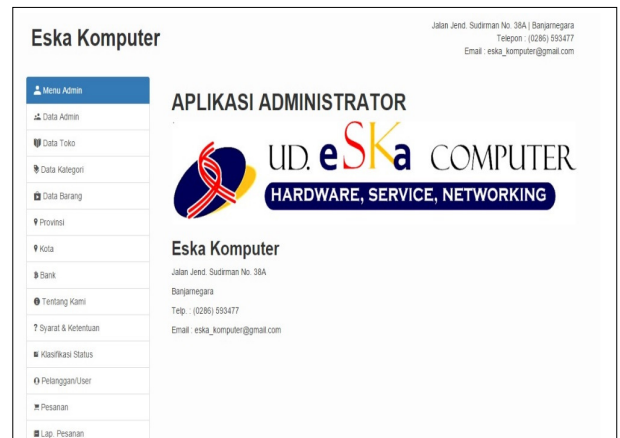 Eska Komputer
Jalan Jend. Sudirman No. 38A | Banjarnegara
Telepon : (0286) 593477
Email : eska_komputer@gmail.com
Menu Admin
Data Admin
Data Toko
Data Kategori
Data Barang
Provinsi
Kota
Bank
Tentang Kami
Syarat & Ketentuan
Klasifikasi Status
Pelanggan/User
Pesanan
Lap. Pesanan
APLIKASI ADMINISTRATOR
UD. eSKa COMPUTER
HARDWARE, SERVICE, NETWORKING
Eska Komputer
Jalan Jend. Sudirman No. 38A
Banjarnegara
Telp. : (0286) 593477
Email : eska_komputer@gmail.com